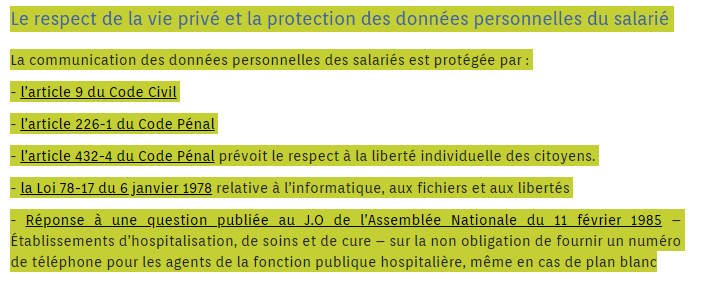 Le respect de la vie privé et la protection des données personnelles du salarié
La communication des données personnelles des salariés est protégée par :
- l'article 9 du Code Civil
- l'article 226-1 du Code Pénal
- l'article 432-4 du Code Pénal prévoit le respect à la liberté individuelle des citoyens.
- la Loi 78-17 du 6 janvier 1978 relative à l'informatique, aux fichiers et aux libertés
- Réponse à une question publiée au J.O de l'Assemblée Nationale du 11 février 1985 –
Établissements d'hospitalisation, de soins et de cure – sur la non obligation de fournir un numéro
de téléphone pour les agents de la fonction publique hospitalière, même en cas de plan blanc